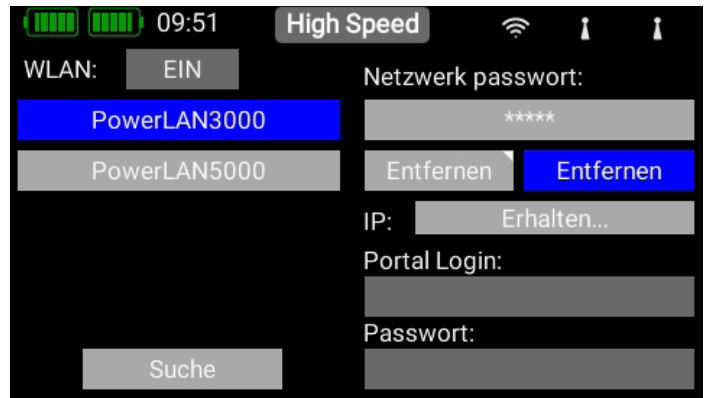 09:51 High Speed
WLAN: EIN
PowerLAN3000
PowerLAN5000
Suche
Netzwerk passwort:
*****
Entfernen Entfernen
IP: Erhalten...
Portal Login:
Passwort: